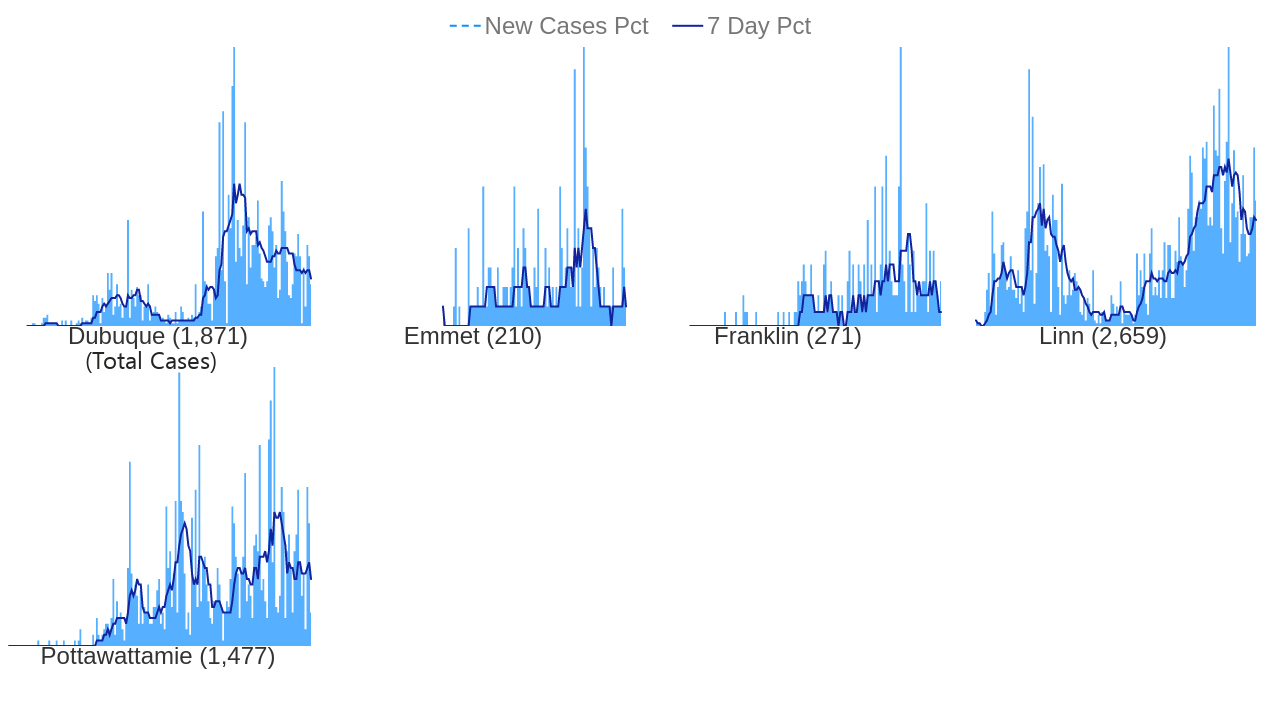 New Cases Pct 7 Day Pct
Dubuque (1,871) Emmet (210) Franklin (271) Linn (2,659)
(Total Cases)
Pottawattamie (1,477)